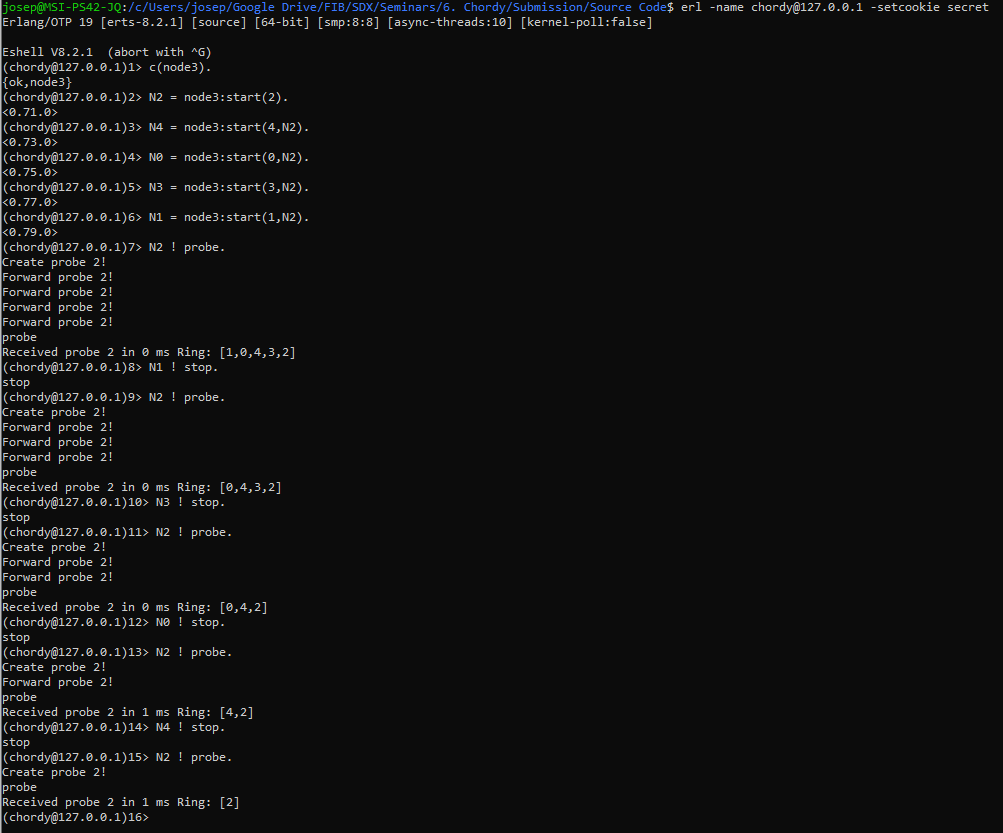 josep@MSI-PS42-JQ:/c/Users/josep/Google Drive/FIB/SDX/Seminars/6. Chordy/Submission/Source Code$ erl -name chordy@127.0.0.1 -setcookie secret
Erlang/OTP 19 [erts-8.2.1] [source] [64-bit] [smp:8:8] [async-threads:10] [kernel-poll:false]
Eshell V8.2.1  (abort with ^G)
(chordy@127.0.0.1)1> c(node3).
{ok,node3}
(chordy@127.0.0.1)2> N2 = node3:start(2).
<0.71.0>
(chordy@127.0.0.1)3> N4 = node3:start(4,N2).
<0.73.0>
(chordy@127.0.0.1)4> N0 = node3:start(0,N2).
<0.75.0>
(chordy@127.0.0.1)5> N3 = node3:start(3,N2).
<0.77.0>
(chordy@127.0.0.1)6> N1 = node3:start(1,N2).
<0.79.0>
(chordy@127.0.0.1)7> N2 ! probe.
Create probe 2!
Forward probe 2!
Forward probe 2!
Forward probe 2!
Forward probe 2!
probe
Received probe 2 in 0 ms Ring: [1,0,4,3,2]
(chordy@127.0.0.1)8> N1 ! stop.
stop
(chordy@127.0.0.1)9> N2 ! probe.
Create probe 2!
Forward probe 2!
Forward probe 2!
Forward probe 2!
probe
Received probe 2 in 0 ms Ring: [0,4,3,2]
(chordy@127.0.0.1)10> N3 ! stop.
stop
(chordy@127.0.0.1)11> N2 ! probe.
Create probe 2!
Forward probe 2!
Forward probe 2!
probe
Received probe 2 in 0 ms Ring: [0,4,2]
(chordy@127.0.0.1)12> N0 ! stop.
stop
(chordy@127.0.0.1)13> N2 ! probe.
Create probe 2!
Forward probe 2!
probe
Received probe 2 in 1 ms Ring: [4,2]
(chordy@127.0.0.1)14> N4 ! stop.
stop
(chordy@127.0.0.1)15> N2 ! probe.
Create probe 2!
probe
Received probe 2 in 1 ms Ring: [2]
(chordy@127.0.0.1)16>